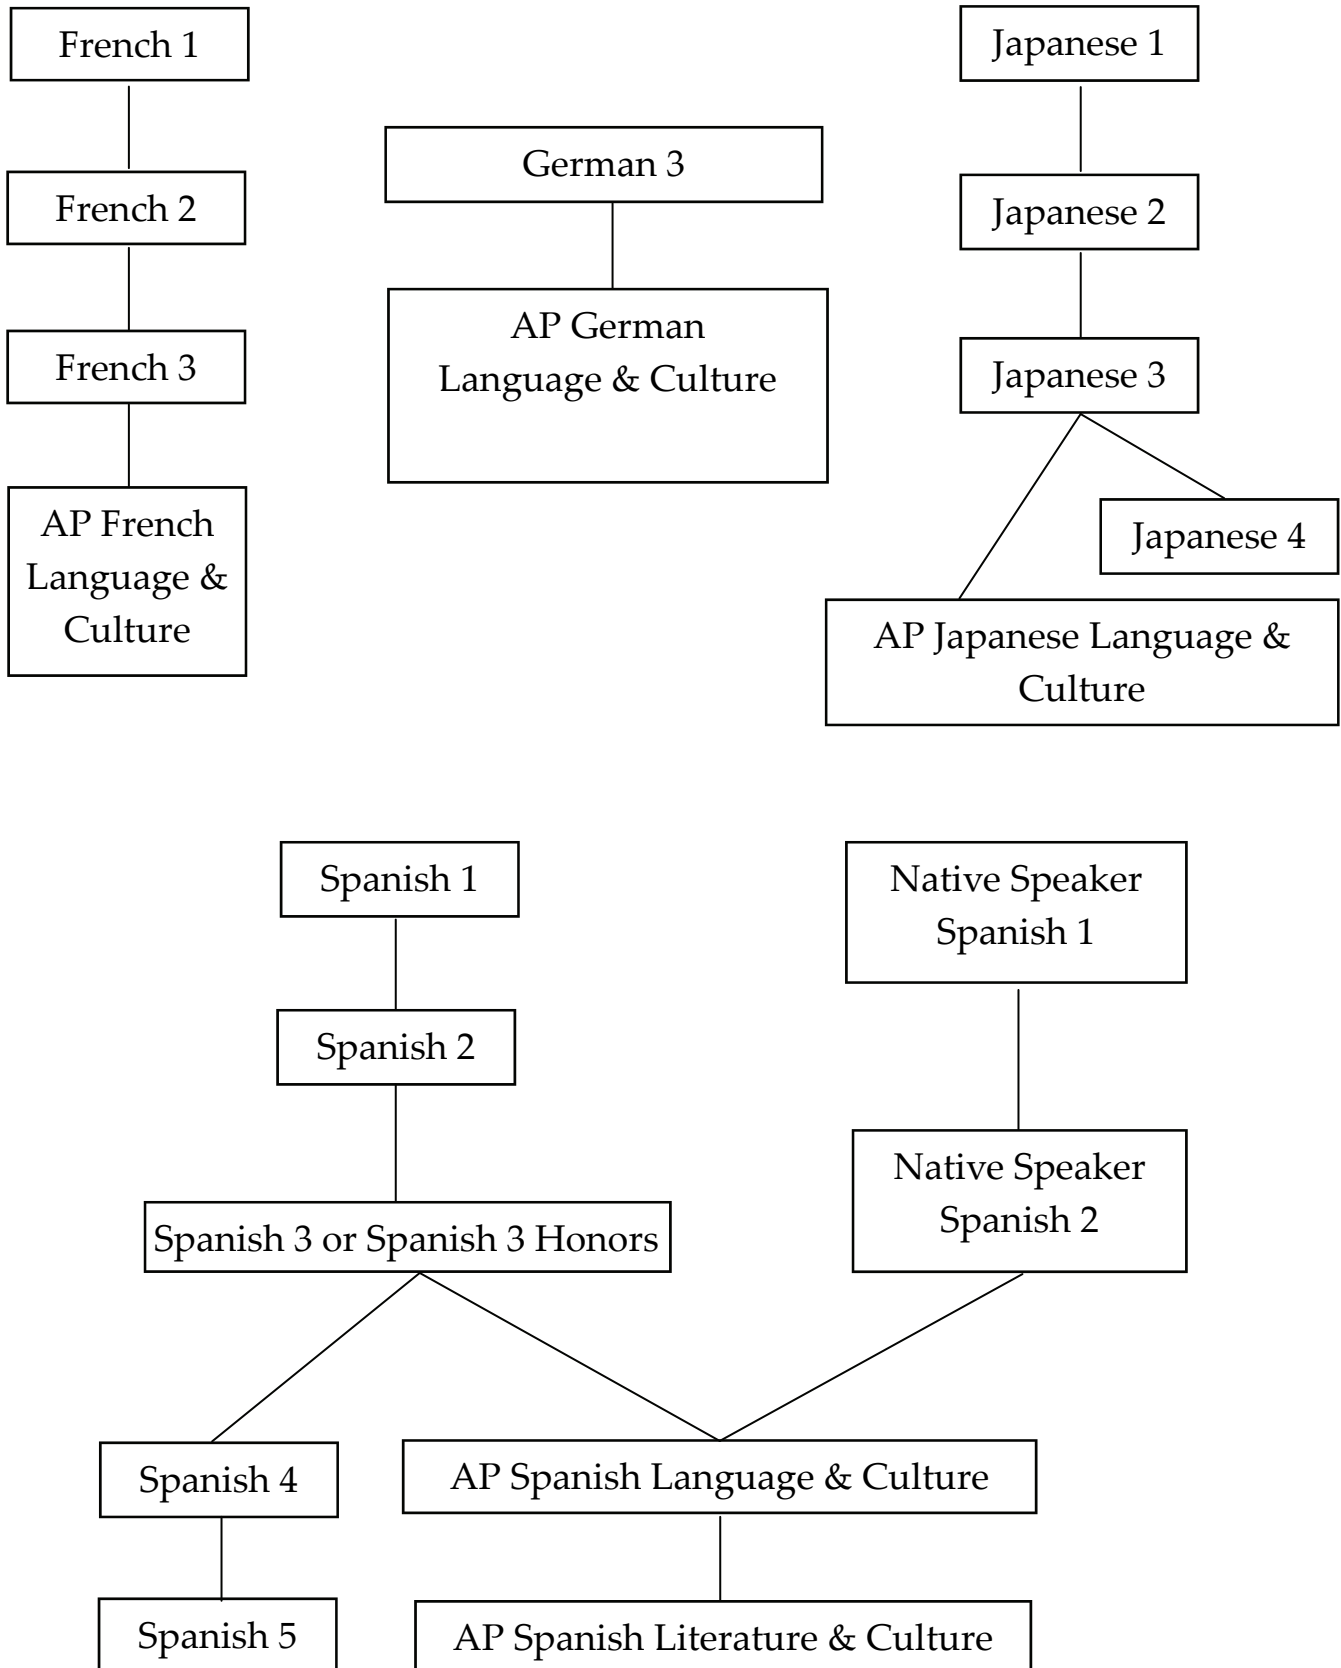 French 1
French 2
French 3
AP French
Language &
Culture
German 3
AP German
Language & Culture
Japanese 1
Japanese 2
Japanese 3
Japanese 4
AP Japanese Language &
Culture
Spanish 1
Spanish 2
Spanish 3 or Spanish 3 Honors
Native Speaker
Spanish 1
Native Speaker
Spanish 2
Spanish 4
Spanish 5
AP Spanish Language & Culture
AP Spanish Literature & Culture